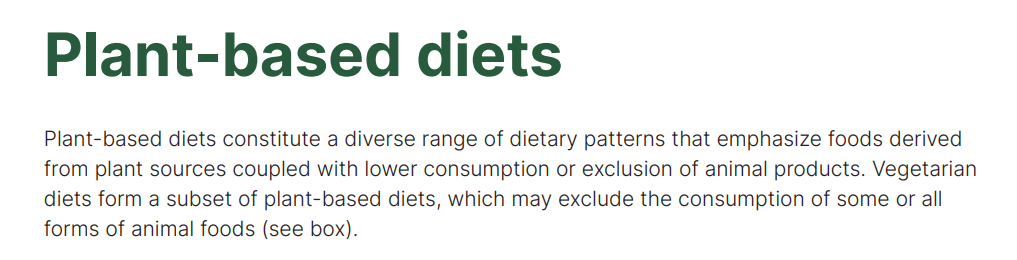 Plant-based diets
Plant-based diets constitute a diverse range of dietary patterns that emphasize foods derived
from plant sources coupled with lower consumption or exclusion of animal products. Vegetarian
diets form a subset of plant-based diets, which may exclude the consumption of some or all
forms of animal foods (see box).